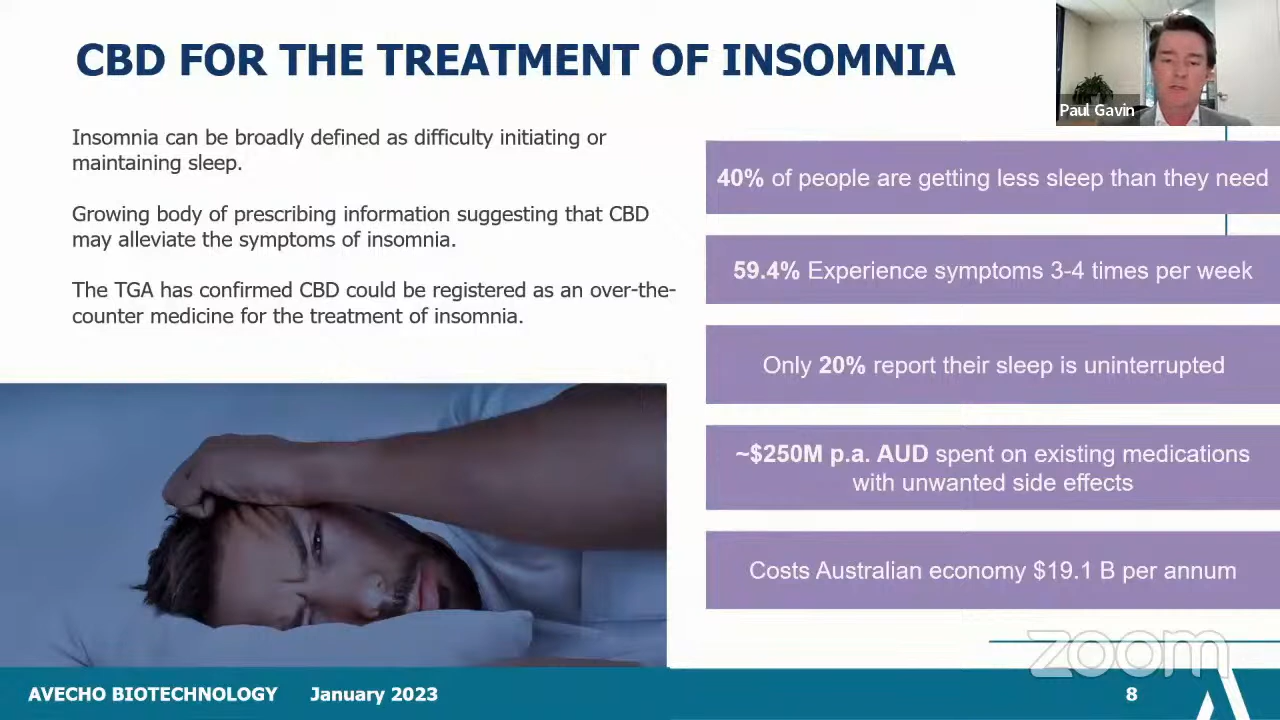 CBD FOR THE TREATMENT OF INSOMNIA
Paul Gavin
Insomnia can be broadly defined as difficulty initiating or
maintaining sleep.
Growing body of prescribing information suggesting that CBD
may alleviate the symptoms of insomnia.
The TGA has confirmed CBD could be registered as an over-the-
counter medicine for the treatment of insomnia.
40% of people are getting less sleep than they need
59.4% Experience symptoms 3-4 times per week
Only 20% report their sleep is uninterrupted
~$250M p.a. AUD spent on existing medications
with unwanted side effects
Costs Australian economy $19.1 B per annum
zoom
AVECHO BIOTECHNOLOGY January 2023
8